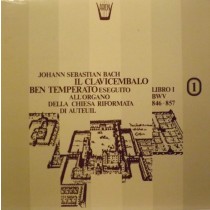 JOHANN SEBASTIAN BACH
IL CLAVICEMBALO
BEN TEMPERATO ESEGUITO
ALL'ORGANO
DELLA CHIESA RIFORMATA
DI AUTEUIL
LIBRO I
BWV
846-857
1